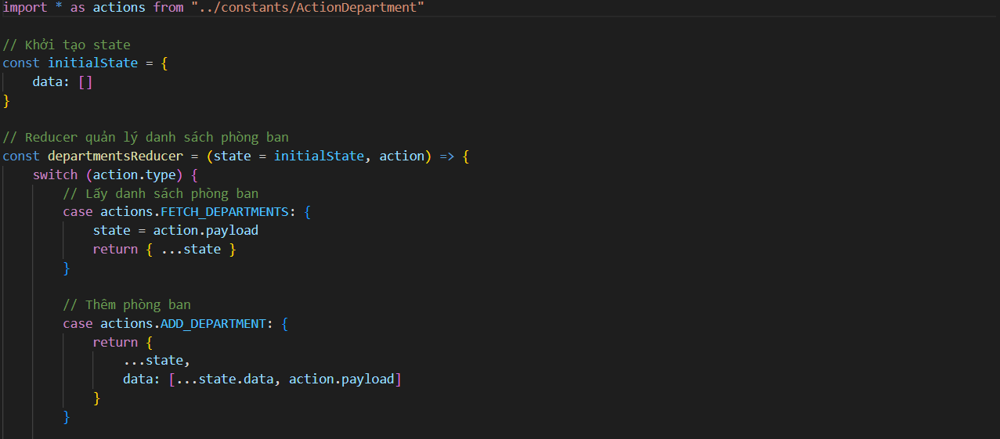 import * as actions from "../constants/ActionDepartment"
// Khởi tạo state
const initialState = {
data: []
}
// Reducer quản lý danh sách phòng ban
const departmentsReducer = (state = initialState, action) => {
switch (action.type) {
// Lấy danh sách phòng ban
case actions.FETCH_DEPARTMENTS: {
state = action.payload
return { ...state }
}
// Thêm phòng ban
case actions.ADD_DEPARTMENT: {
return {
...state,
data: [...state.data, action.payload]
}
}